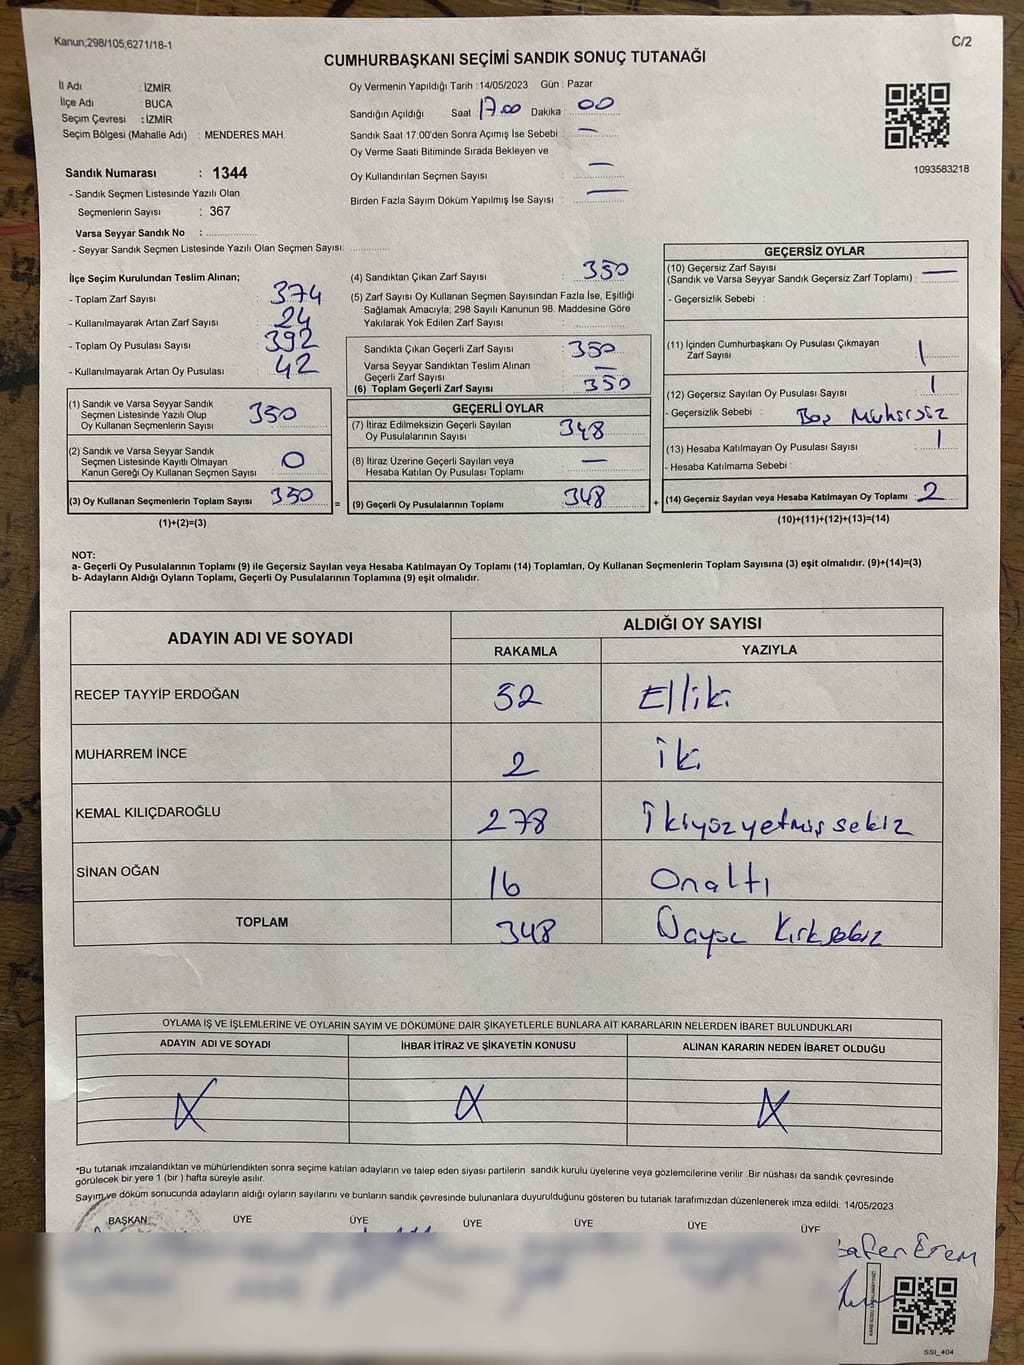 Kanun;298/105,6271/18-1
C/2
CUMHURBAŞKANI SEÇİMİ SANDIK SONUÇ TUTANAĞI
İl Adı : İZMİR
İlçe Adı : BUCA
Seçim Çevresi : İZMİR
Seçim Bölgesi (Mahalle Adı) : MENDERES MAH.
Sandık Numarası : 1344
- Sandık Seçmen Listesinde Yazılı Olan
Seçmenlerin Sayısı : 367
Varsa Seyyar Sandık No :
- Seyyar Sandık Seçmen Listesinde Yazılı Olan Seçmen Sayısı:
Oy Vermenin Yapıldığı Tarih : 14/05/2023 Gün : Pazar
Sandığın Açıldığı Saat 17.00 Dakika : 00
Sandık Saat 17:00'den Sonra Açımış İse Sebebi : —
Oy Verme Saati Bitiminde Sırada Bekleyen ve
Oy Kullandırılan Seçmen Sayısı : —
Birden Fazla Sayım Döküm Yapılmış İse Sayısı : —
1093583218
İlçe Seçim Kurulundan Teslim Alınan;
- Toplam Zarf Sayısı : 374
- Kullanılmayarak Artan Zarf Sayısı : 24
- Toplam Oy Pusulası Sayısı : 392
- Kullanılmayarak Artan Oy Pusulası : 42
(1) Sandık ve Varsa Seyyar Sandık
Seçmen Listesinde Yazılı Olup
Oy Kullanan Seçmenlerin Sayısı : 350
(2) Sandık ve Varsa Seyyar Sandık
Seçmen Listesinde Kayıtlı Olmayan
Kanun Gereği Oy Kullanan Seçmen Sayısı : 0
(3) Oy Kullanan Seçmenlerin Toplam Sayısı : 350
(1)+(2)=(3)
=
(4) Sandıktan Çıkan Zarf Sayısı : 350
(5) Zarf Sayısı Oy Kullanan Seçmen Sayısından Fazla İse, Eşitliği
Sağlamak Amacıyla; 298 Sayılı Kanunun 98. Maddesine Göre
Yakılarak Yok Edilen Zarf Sayısı :
Sandıkta Çıkan Geçerli Zarf Sayısı : 350
Varsa Seyyar Sandıktan Teslim Alınan
Geçerli Zarf Sayısı : —
(6) Toplam Geçerli Zarf Sayısı : 350
GEÇERLİ OYLAR
(7) İtiraz Edilmeksizin Geçerli Sayılan
Oy Pusulalarının Sayısı : 348
(8) İtiraz Üzerine Geçerli Sayılan veya
Hesaba Katılan Oy Pusulası Toplamı : —
(9) Geçerli Oy Pusulalarının Toplamı : 348
+
GEÇERSİZ OYLAR
(10) Geçersiz Zarf Sayısı
(Sandık ve Varsa Seyyar Sandık Geçersiz Zarf Toplamı) : —
- Geçersizlik Sebebi :
(11) İçinden Cumhurbaşkanı Oy Pusulası Çıkmayan
Zarf Sayısı : 1
(12) Geçersiz Sayılan Oy Pusulası Sayısı : 1
- Geçersizlik Sebebi : Boş Mühürsüz
(13) Hesaba Katılmayan Oy Pusulası Sayısı : 1
- Hesaba Katılmama Sebebi :
(14) Geçersiz Sayılan veya Hesaba Katılmayan Oy Toplamı : 2
(10)+(11)+(12)+(13)=(14)
NOT:
a- Geçerli Oy Pusulalarının Toplamı (9) ile Geçersiz Sayılan veya Hesaba Katılmayan Oy Toplamı (14) Toplamları, Oy Kullanan Seçmenlerin Toplam Sayısına (3) eşit olmalıdır. (9)+(14)=(3)
b- Adayların Aldığı Oyların Toplamı, Geçerli Oy Pusulalarının Toplamına (9) eşit olmalıdır.
ADAYIN ADI VE SOYADI
ALDIĞI OY SAYISI
RAKAMLA YAZIYLA
RECEP TAYYİP ERDOĞAN 52 Elliki
MUHARREM İNCE 2 iki
KEMAL KILIÇDAROĞLU 278 ikiyüzyetmiş sekiz
SİNAN OĞAN 16 Onaltı
TOPLAM 348 Üçyüz Kırksekiz
OYLAMA İŞ VE İŞLEMLERİNE VE OYLARIN SAYIM VE DÖKÜMÜNE DAİR ŞİKAYETLERLE BUNLARA AİT KARARLARIN NELERDEN İBARET BULUNDUKLARI
ADAYIN ADI VE SOYADI İHBAR İTİRAZ VE ŞİKAYETİN KONUSU ALINAN KARARIN NEDEN İBARET OLDUĞU
*Bu tutanak imzalandıktan ve mühürlendikten sonra seçime katılan adayların ve talep eden siyasi partilerin sandık kurulu üyelerine veya gözlemcilerine verilir .Bir nüshası da sandık çevresinde
görülecek bir yere 1 (bir ) hafta süreyle asılır.
Sayım ve döküm sonucunda adayların aldığı oyların sayılarını ve bunların sandık çevresinde bulunanlara duyurulduğunu gösteren bu tutanak tarafımızdan düzenlenerek imza edildi. 14/05/2023
BAŞKAN ÜYE ÜYE ÜYE ÜYE ÜYE ÜYE
Erem
SSI_404